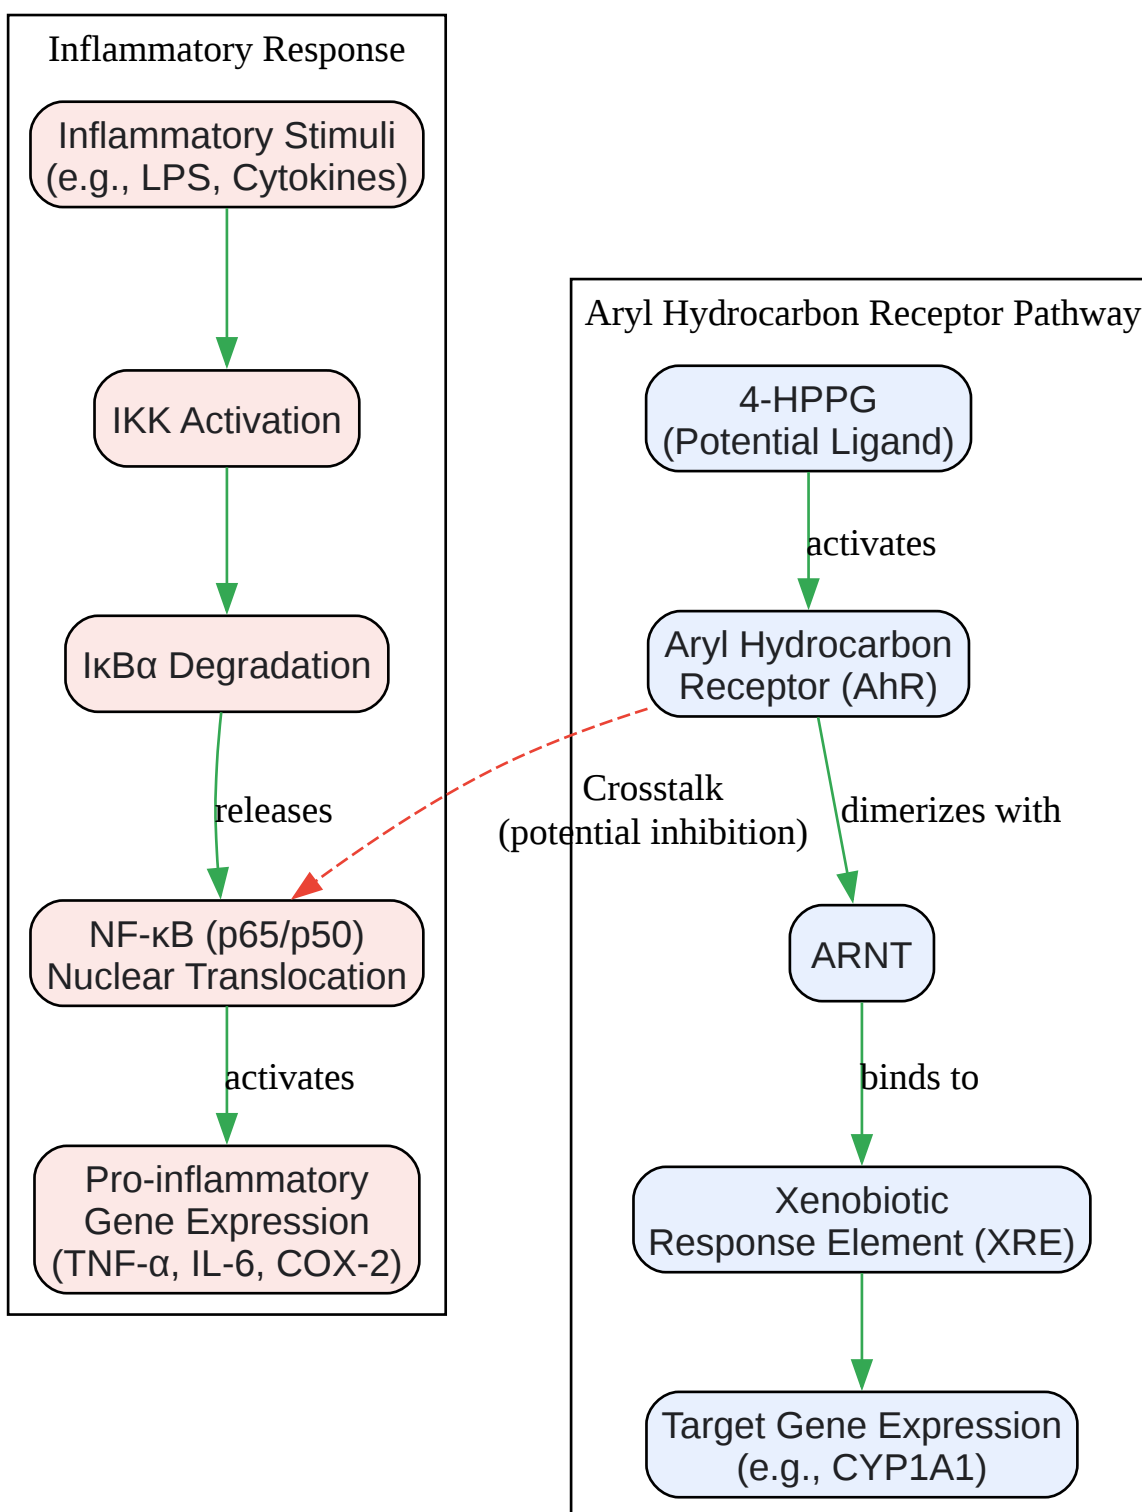 Inflammatory Response
Inflammatory Stimuli
(e.g., LPS, Cytokines)
IKK Activation
IκBα Degradation
releases
NF-κB (p65/p50)
Nuclear Translocation
activates
Pro-inflammatory
Gene Expression
(TNF-α, IL-6, COX-2)
Crosstalk
(potential inhibition)
Aryl Hydrocarbon Receptor Pathway
4-HPPG
(Potential Ligand)
activates
Aryl Hydrocarbon
Receptor (AhR)
dimerizes with
ARNT
binds to
Xenobiotic
Response Element (XRE)
Target Gene Expression
(e.g., CYP1A1)